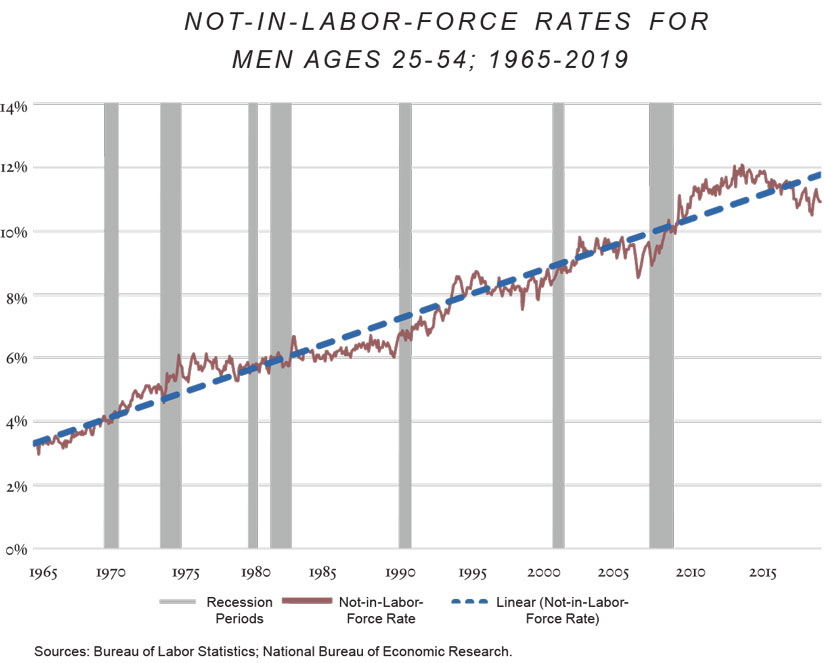 NOT-IN-LABOR-FORCE RATES FOR
MEN AGES 25-54; 1965-2019
14%
12%
10%
8%
6%
4%
2%
0%
1965 1970 1975 1980 1985 1990 1995 2000 2005 2010 2015
Recession Periods
Not-in-Labor-Force Rate
Linear (Not-in-Labor-Force Rate)
Sources: Bureau of Labor Statistics; National Bureau of Economic Research.